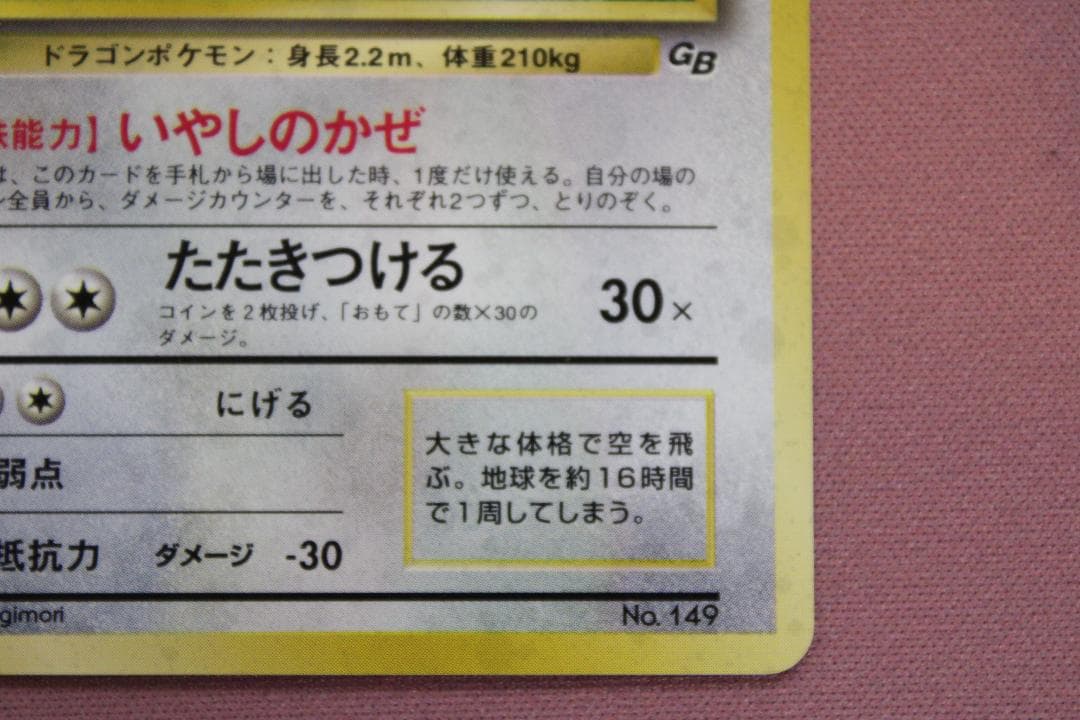 ドラゴンポケモン：身長2.2m、体重210kg GB
能力】いやしのかぜ
は、このカードを手札から場に出した時、1度だけ使える。自分の場の
全員から、ダメージカウンターを、それぞれ2つずつ、とりのぞく。
たたきつける 30×
コインを2枚投げ、「おもて」の数×30の
ダメージ。
にげる
弱点
抵抗力 ダメージ -30
大きな体格で空を飛
ぶ。地球を約16時間
で1周してしまう。
gimori
No. 149